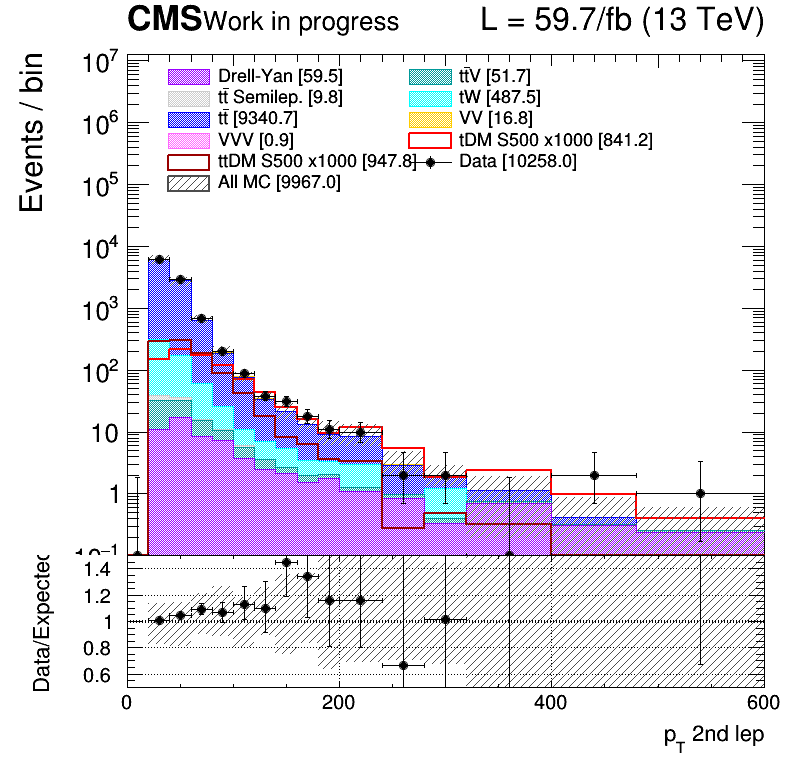 CMS Work in progress L = 59.7/fb (13 TeV)
Events / bin
10⁷
10⁶
10⁵
10⁴
10³
10²
10
1
10⁻¹
Drell-Yan [59.5] tt̄V [51.7]
tt̄ Semilep. [9.8] tW [487.5]
tt̄ [9340.7] VV [16.8]
VVV [0.9] tDM S500 x1000 [841.2]
ttDM S500 x1000 [947.8] Data [10258.0]
All MC [9967.0]
Data/Expected
1.4
1.2
1
0.8
0.6
0 200 400 600
p_T 2nd lep